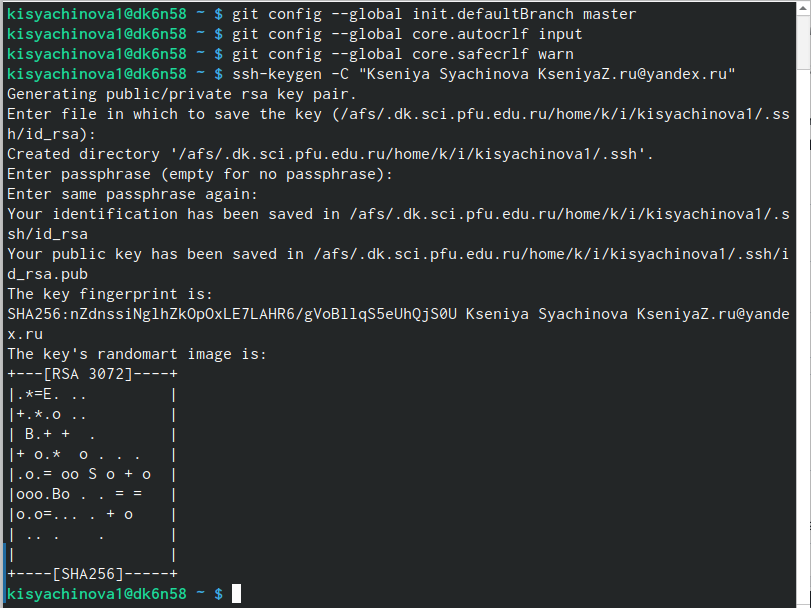 kisyachinova1@dk6n58 ~ $ git config --global init.defaultBranch master
kisyachinova1@dk6n58 ~ $ git config --global core.autocrlf input
kisyachinova1@dk6n58 ~ $ git config --global core.safecrlf warn
kisyachinova1@dk6n58 ~ $ ssh-keygen -C "Kseniya Syachinova KseniyaZ.ru@yandex.ru"
Generating public/private rsa key pair.
Enter file in which to save the key (/afs/.dk.sci.pfu.edu.ru/home/k/i/kisyachinova1/.ss
h/id_rsa):
Created directory '/afs/.dk.sci.pfu.edu.ru/home/k/i/kisyachinova1/.ssh'.
Enter passphrase (empty for no passphrase):
Enter same passphrase again:
Your identification has been saved in /afs/.dk.sci.pfu.edu.ru/home/k/i/kisyachinova1/.s
sh/id_rsa
Your public key has been saved in /afs/.dk.sci.pfu.edu.ru/home/k/i/kisyachinova1/.ssh/i
d_rsa.pub
The key fingerprint is:
SHA256:nZdnssiNglhZkOpOxLE7LAHR6/gVoBllqS5eUhQjS0U Kseniya Syachinova KseniyaZ.ru@yande
x.ru
The key's randomart image is:
+---[RSA 3072]----+
|.*=E. ..         |
|+.*.o ..         |
| B.+ +  .        |
|+ o.*  o . . .   |
|.o.= oo S o + o  |
|ooo.Bo . . = =   |
|o.o=... . + o    |
| .. .    .       |
|                 |
+----[SHA256]-----+
kisyachinova1@dk6n58 ~ $